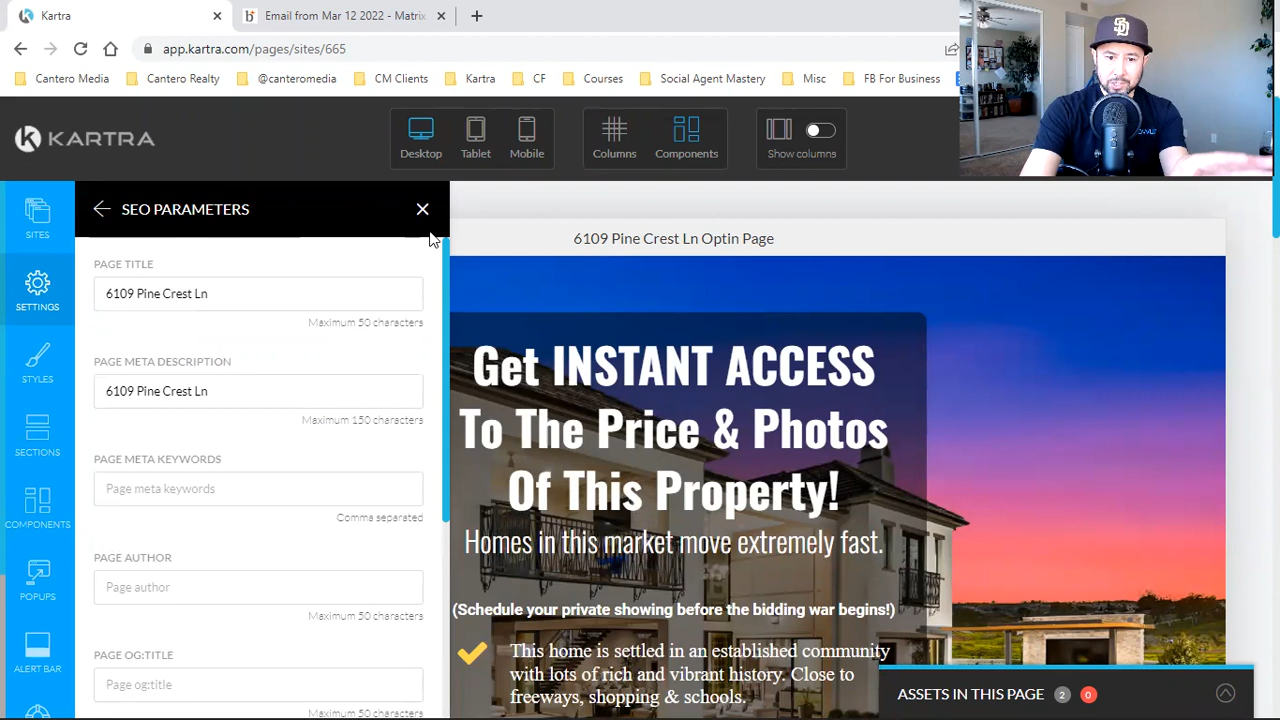 Kartra
Email from Mar 12 2022 - Matrix
app.kartra.com/pages/sites/665
Cantero Media
Cantero Realty
@canteromedia
CM Clients
Kartra
CF
Courses
Social Agent Mastery
Misc
FB For Business
KARTRA
Desktop
Tablet
Mobile
Columns
Components
Show columns
SD
SITES
SETTINGS
STYLES
SECTIONS
COMPONENTS
POPUPS
ALERT BAR
SEO PARAMETERS
PAGE TITLE
6109 Pine Crest Ln
Maximum 50 characters
PAGE META DESCRIPTION
6109 Pine Crest Ln
Maximum 150 characters
PAGE META KEYWORDS
Page meta keywords
Comma separated
PAGE AUTHOR
Page author
Maximum 50 characters
PAGE OG:TITLE
Page og:title
Maximum 50 characters
6109 Pine Crest Ln Optin Page
Get INSTANT ACCESS
To The Price & Photos
Of This Property!
Homes in this market move extremely fast.
(Schedule your private showing before the bidding war begins!)
This home is settled in an established community
with lots of rich and vibrant history. Close to
freeways, shopping & schools.
ASSETS IN THIS PAGE 2 0